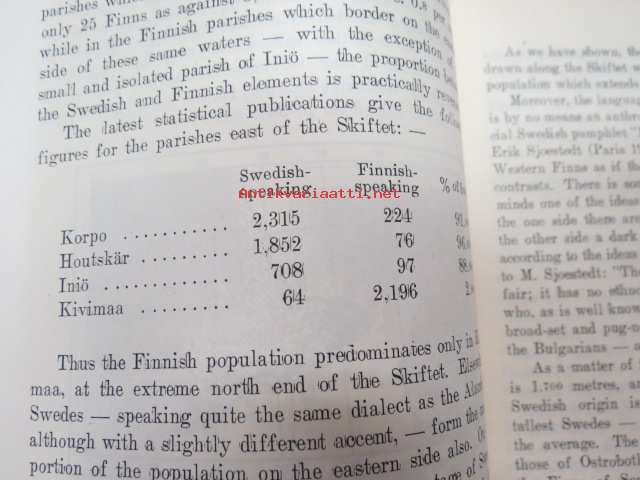 parishes
only 25 Finns as against
while in the Finnish parishes which border on the
side of these same waters — with the exception of
small and isolated parish of Iniö — the proportion
the Swedish and Finnish elements is practically
The latest statistical publications give the
figures for the parishes east of the Skiftet: —
Swedish- Finnish-
speaking speaking % of
Antikvariaatti.net
Korpo .......... 2,315 224
Houtskär .......... 1,852 76
Iniö ............. 708 97
Kivimaa ......... 64 2,196
Thus the Finnish population predominates only in
maa, at the extreme north end of the Skiftet.
Swedes — speaking quite the same dialect as the
although with a slightly different accent, — form the
portion of the population on the eastern side also.
As we have shown, the
drawn along the Skiftet
population which extends
Moreover, the
is by no means an
cial Swedish pamphlet
Erik Sjoestedt (Paris
Western Finns as if the
contrasts. There is
minds one of the ideas
the one side there are
the other side a dark
according to the ideas
to M. Sjoestedt: "The
fair; it has no
who, as is well known
broad-set and
the Bulgarians —
As a matter of
is 1.700 metres,
Swedish origin is
tallest Swedes —
the average. The
those of